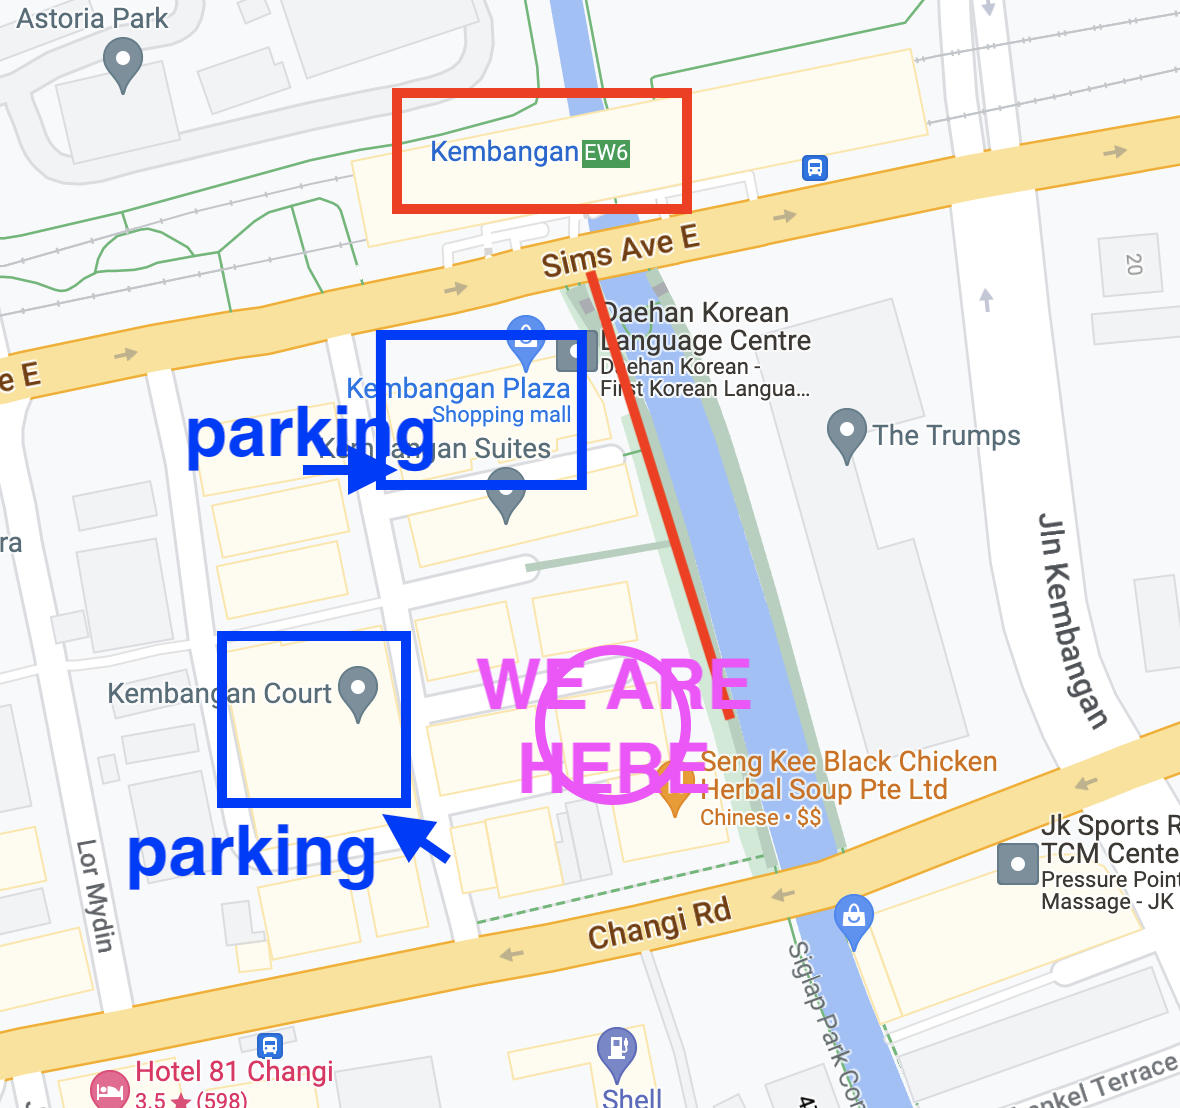 Astoria Park
Kembangan EW6
Sims Ave E
20
e E
Daehan Korean
Language Centre
Daehan Korean -
First Korean Langua...
Kembangan Plaza
Shopping mall
parking
Kembangan Suites
The Trumps
ra
Jln Kembangan
WE ARE
HERE
Kembangan Court
Seng Kee Black Chicken
Herbal Soup Pte Ltd
Chinese • $$
parking
Lor Mydin
Jk Sports R
TCM Cente
Pressure Point
Massage - JK
Changi Rd
Siglap Park Con
Hotel 81 Changi
3.5 ★ (598)
Shell
ankel Terrace